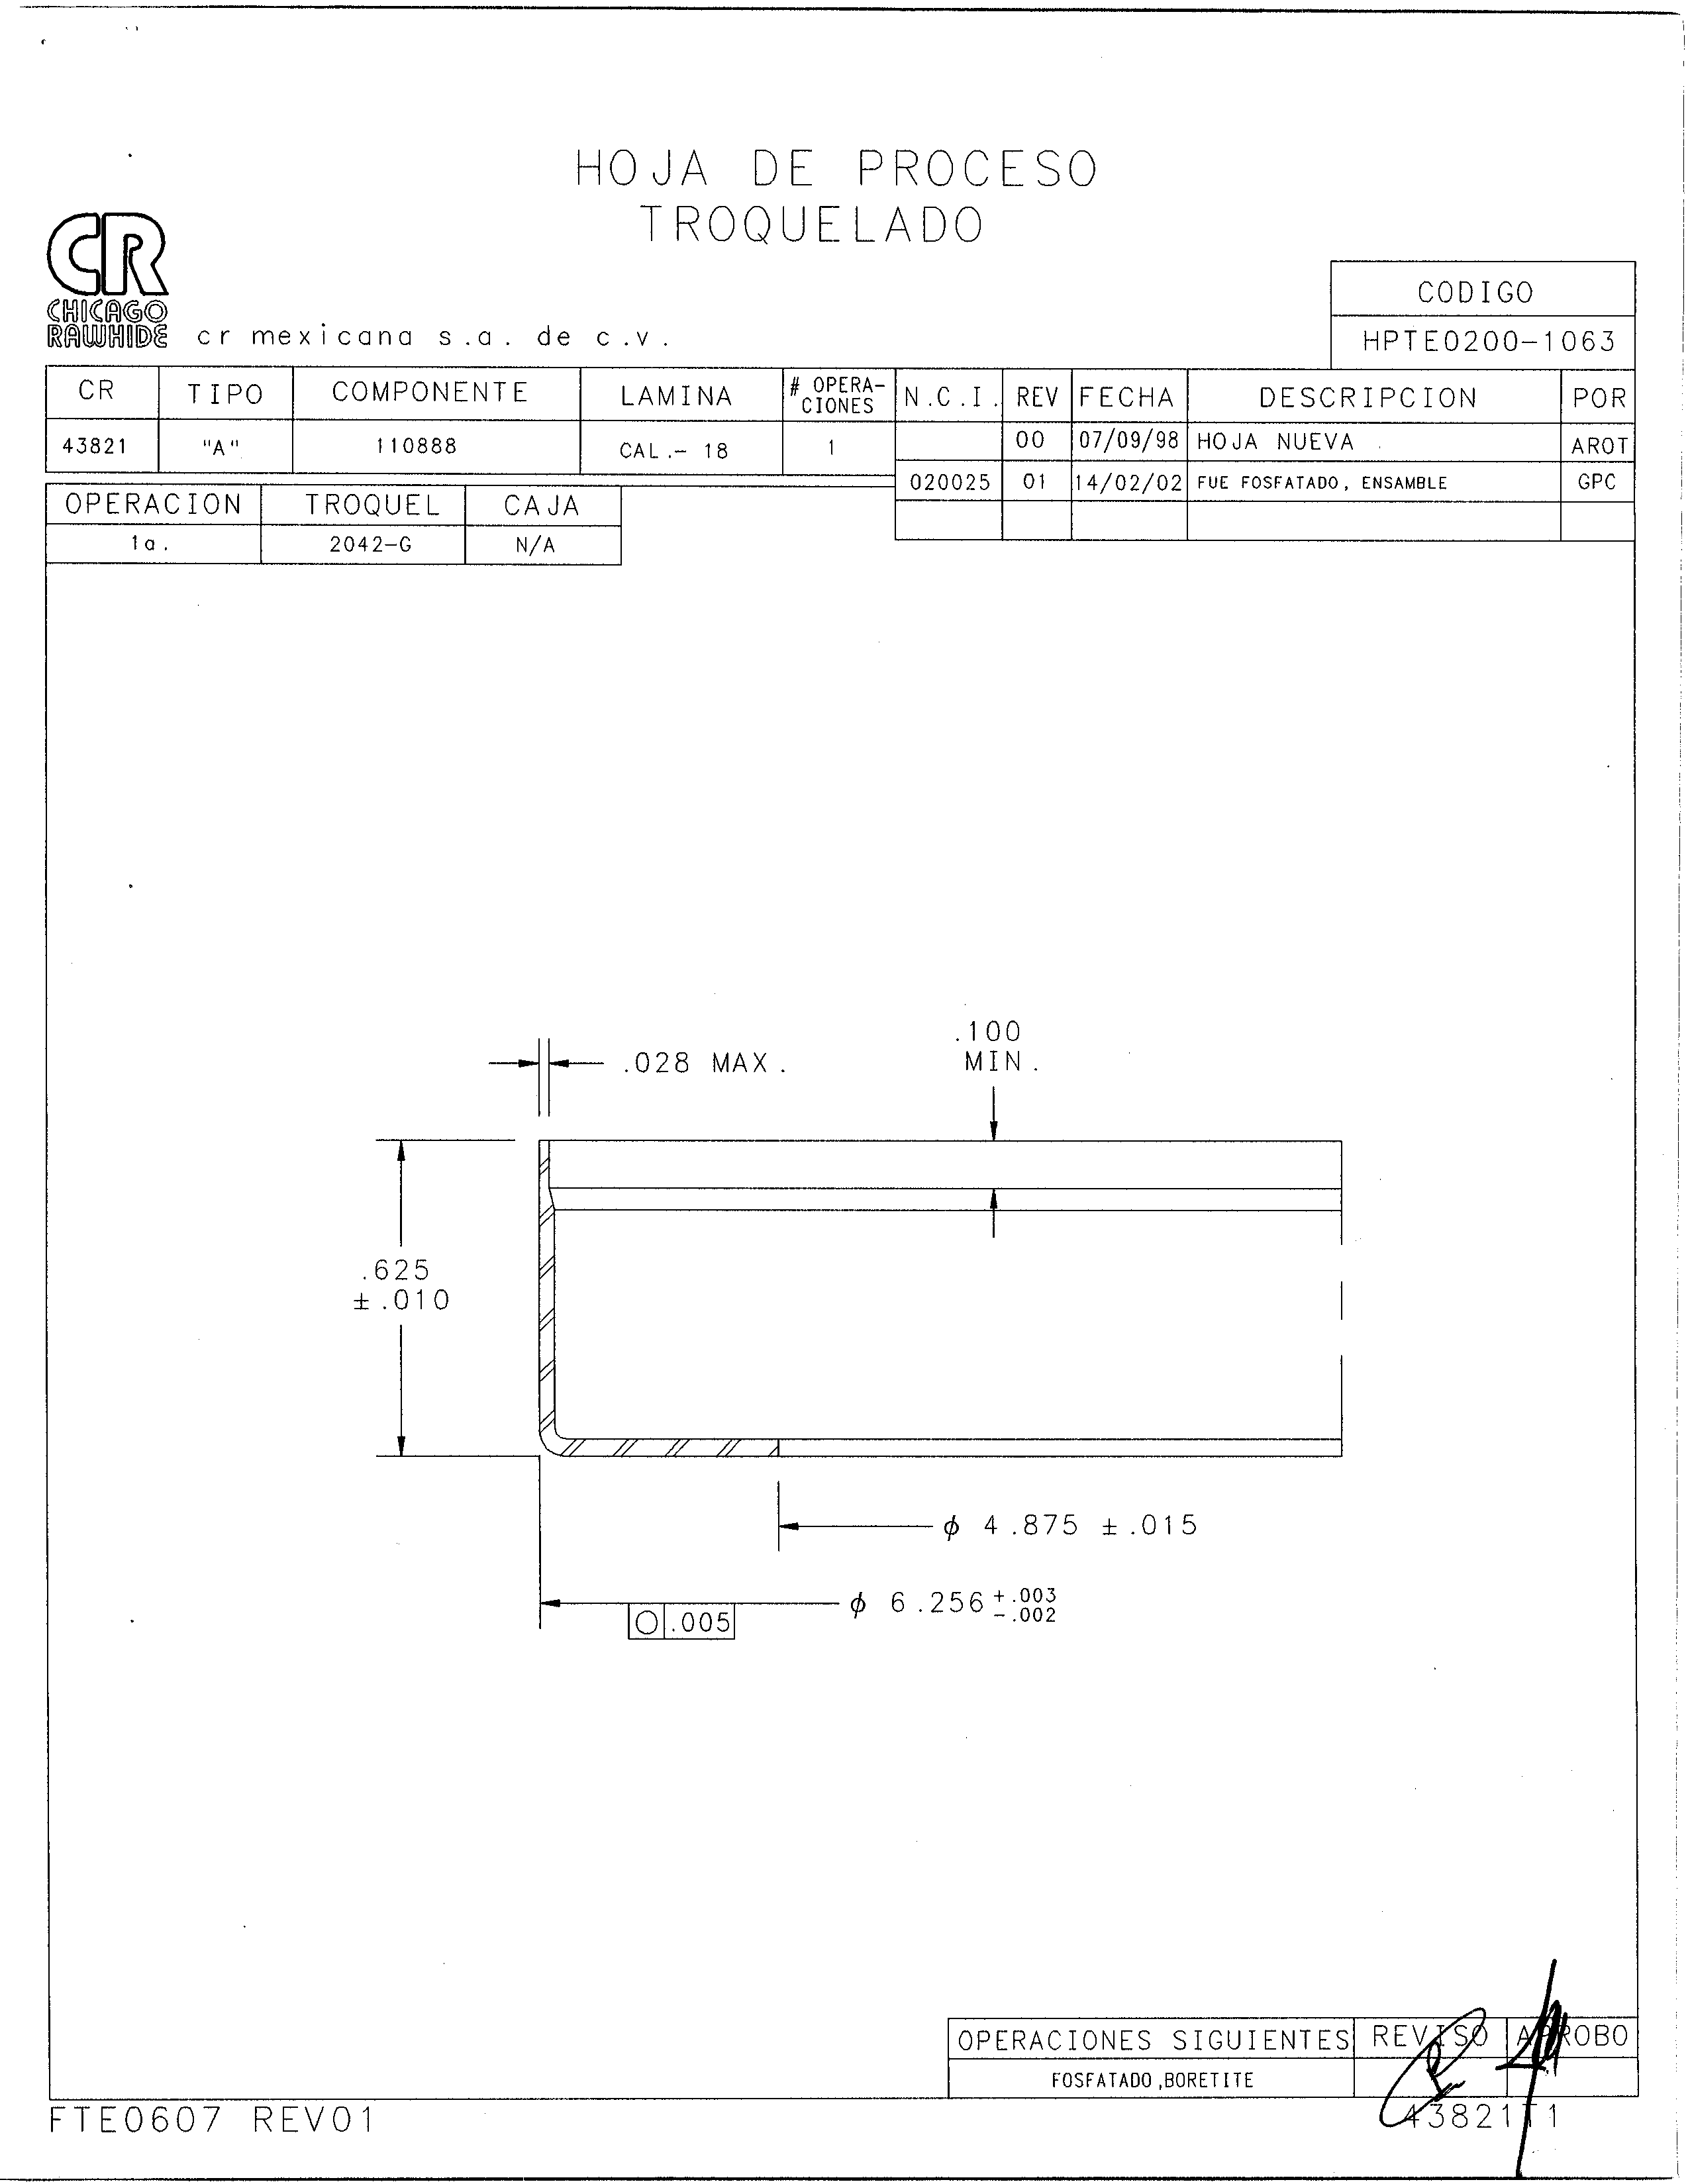 HOJA DE PROCESO
TROQUELADO
CR
CHICAGO
RAWHIDE
cr mexicana s.a. de c.v.
CODIGO
HPTE0200-1063
CR TIPO COMPONENTE LAMINA # OPERA-CIONES N.C.I. REV FECHA DESCRIPCION POR
43821 "A" 110888 CAL.- 18 1 00 07/09/98 HOJA NUEVA AROT
020025 01 14/02/02 FUE FOSFATADO, ENSAMBLE GPC
OPERACION TROQUEL CAJA
1a. 2042-G N/A
.100
.028 MAX. MIN.
.625
±.010
ϕ 4.875 ±.015
ϕ 6.256 +.003
-.002
.005
OPERACIONES SIGUIENTES REVISO APROBO
FOSFATADO,BORETITE
FTE0607 REV01
43821T1